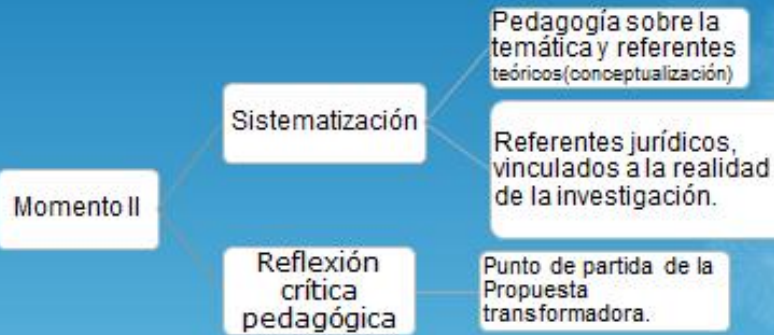 Momento II
Sistematización
Pedagogía sobre la
temática y referentes
teóricos(conceptualización)
Referentes jurídicos,
vinculados a la realidad
de la investigación.
Reflexión
crítica
pedagógica
Punto de partida de la
Propuesta
transformadora.